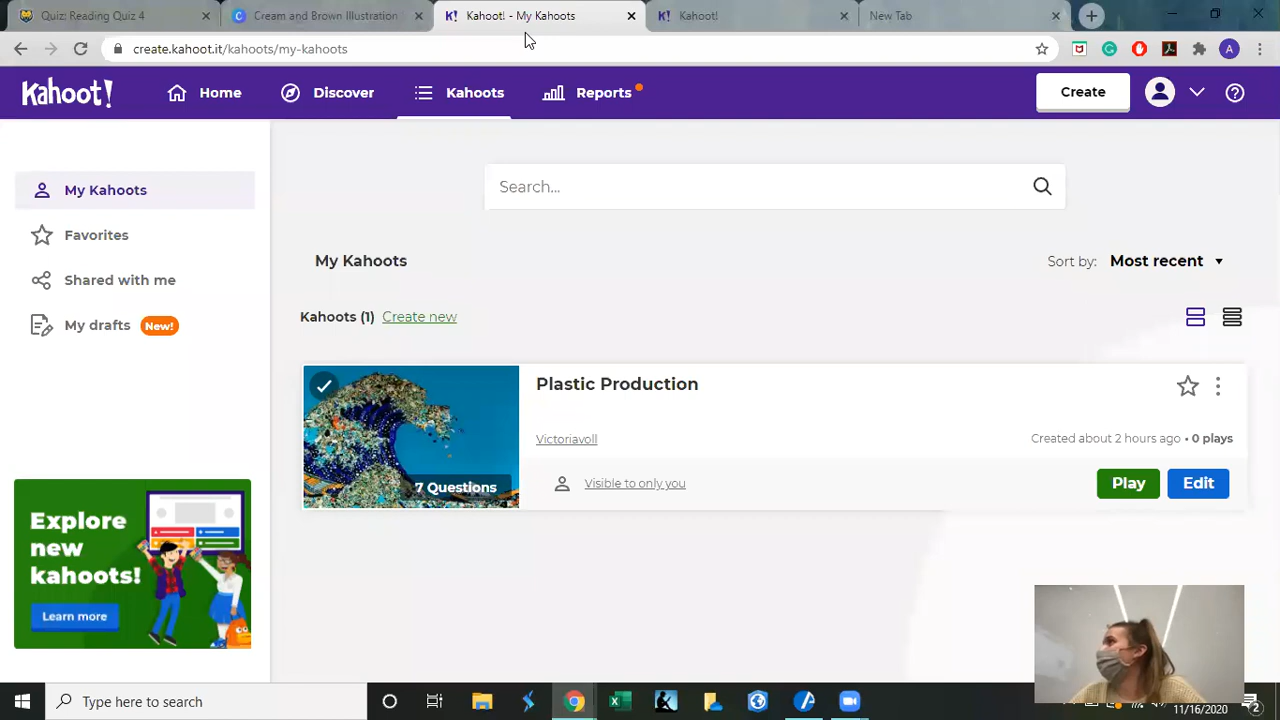 Quiz: Reading Quiz 4
Cream and Brown Illustration
K! Kahoot! - My Kahoots
K! Kahoot!
New Tab
create.kahoot.it/kahoots/my-kahoots
A
Kahoot!
Home
Discover
Kahoots
Reports
Create
My Kahoots
Favorites
Shared with me
My drafts New!
Search...
My Kahoots
Sort by: Most recent
Kahoots (1) Create new
Plastic Production
7 Questions
Victoriavoll
Created about 2 hours ago • 0 plays
Visible to only you
Play
Edit
Explore
new
kahoots!
Learn more
Type here to search
11/16/2020
2